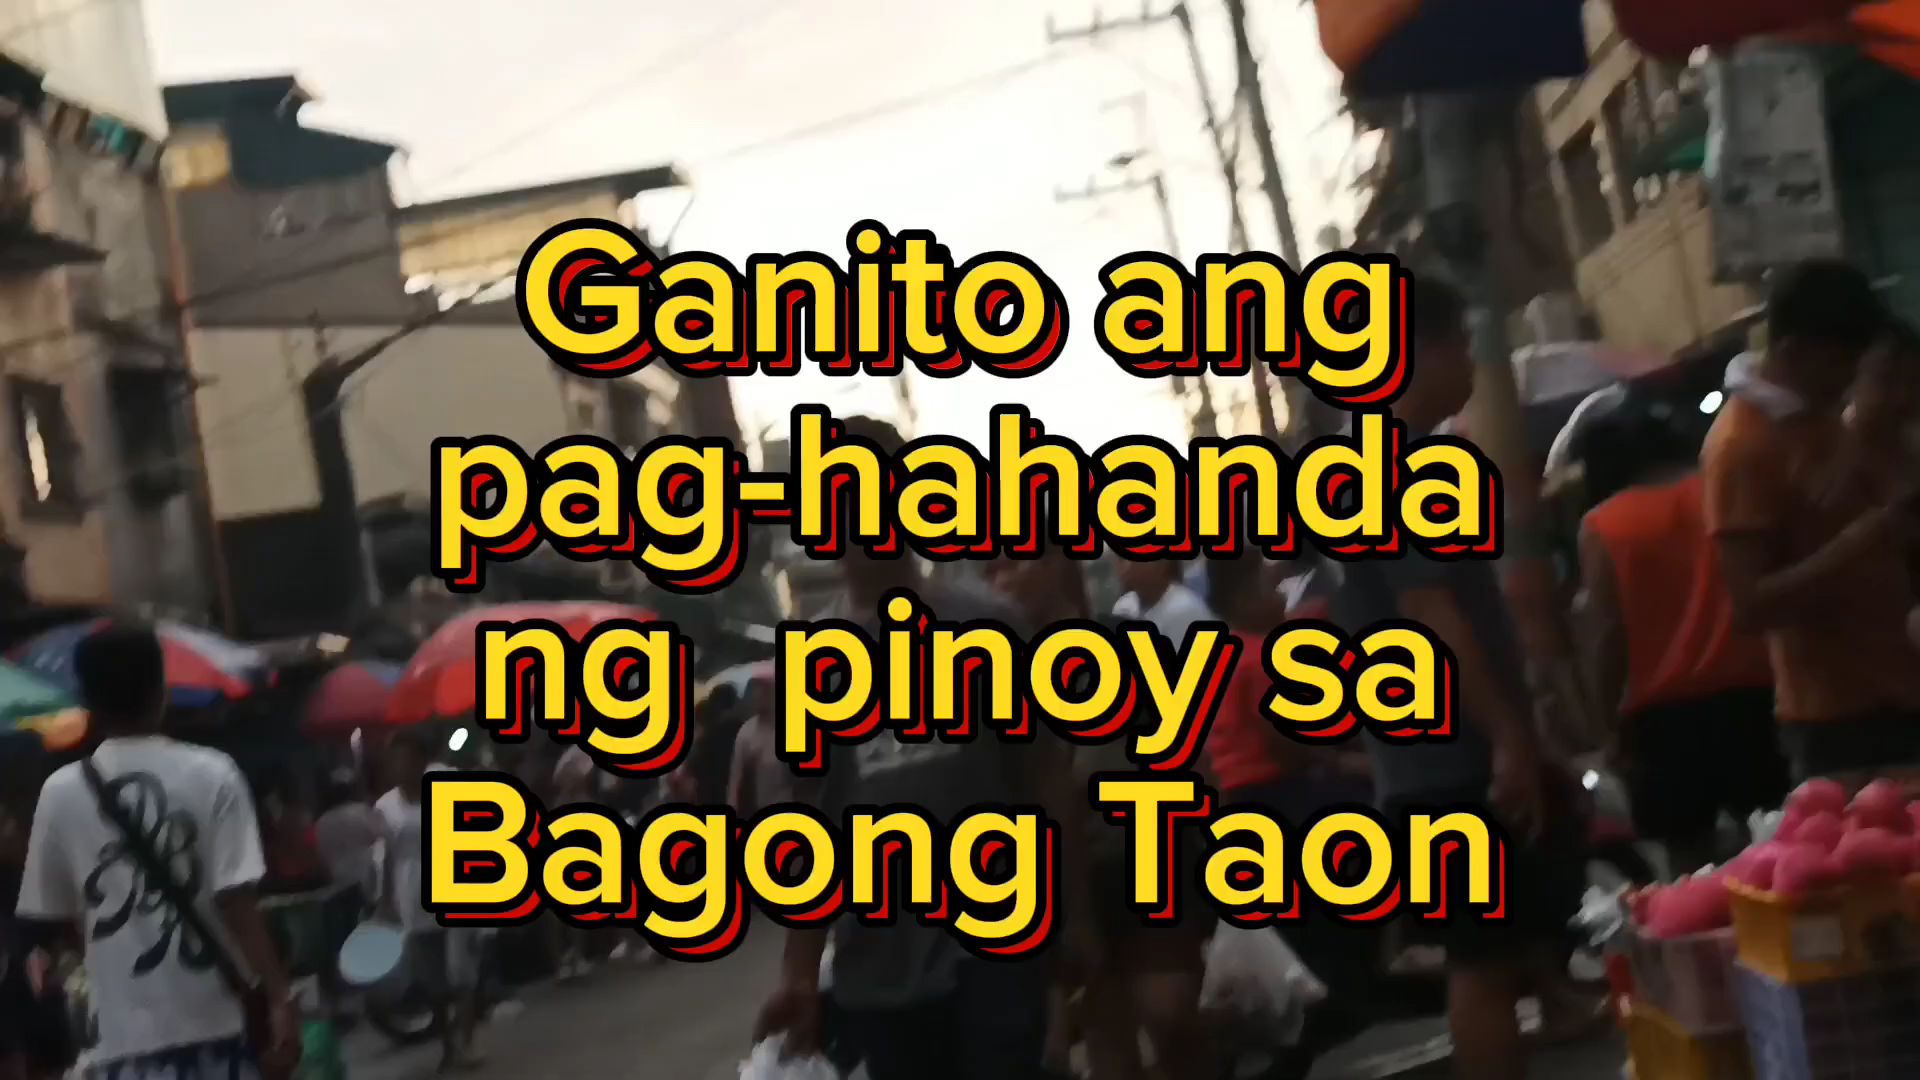 Ganito ang
pag-hahanda
ng pinoy sa
Bagong Taon